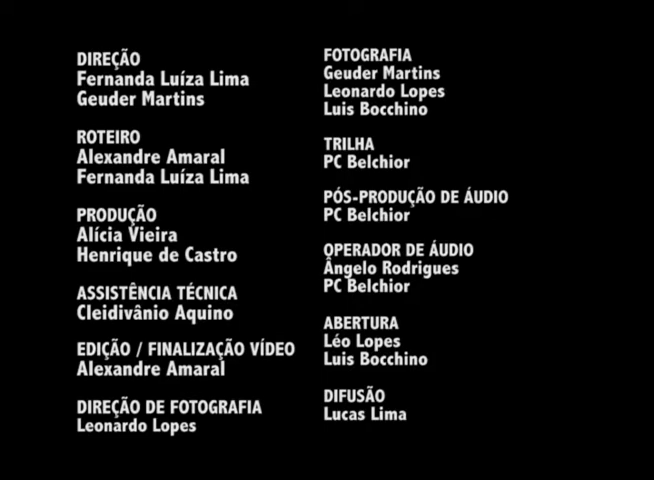 DIREÇÃO
Fernanda Luíza Lima
Geuder Martins
ROTEIRO
Alexandre Amaral
Fernanda Luíza Lima
PRODUÇÃO
Alícia Vieira
Henrique de Castro
ASSISTÊNCIA TÉCNICA
Cleidivânio Aquino
EDIÇÃO / FINALIZAÇÃO VÍDEO
Alexandre Amaral
DIREÇÃO DE FOTOGRAFIA
Leonardo Lopes
FOTOGRAFIA
Geuder Martins
Leonardo Lopes
Luis Bocchino
TRILHA
PC Belchior
PÓS-PRODUÇÃO DE ÁUDIO
PC Belchior
OPERADOR DE ÁUDIO
Ângelo Rodrigues
PC Belchior
ABERTURA
Léo Lopes
Luis Bocchino
DIFUSÃO
Lucas Lima